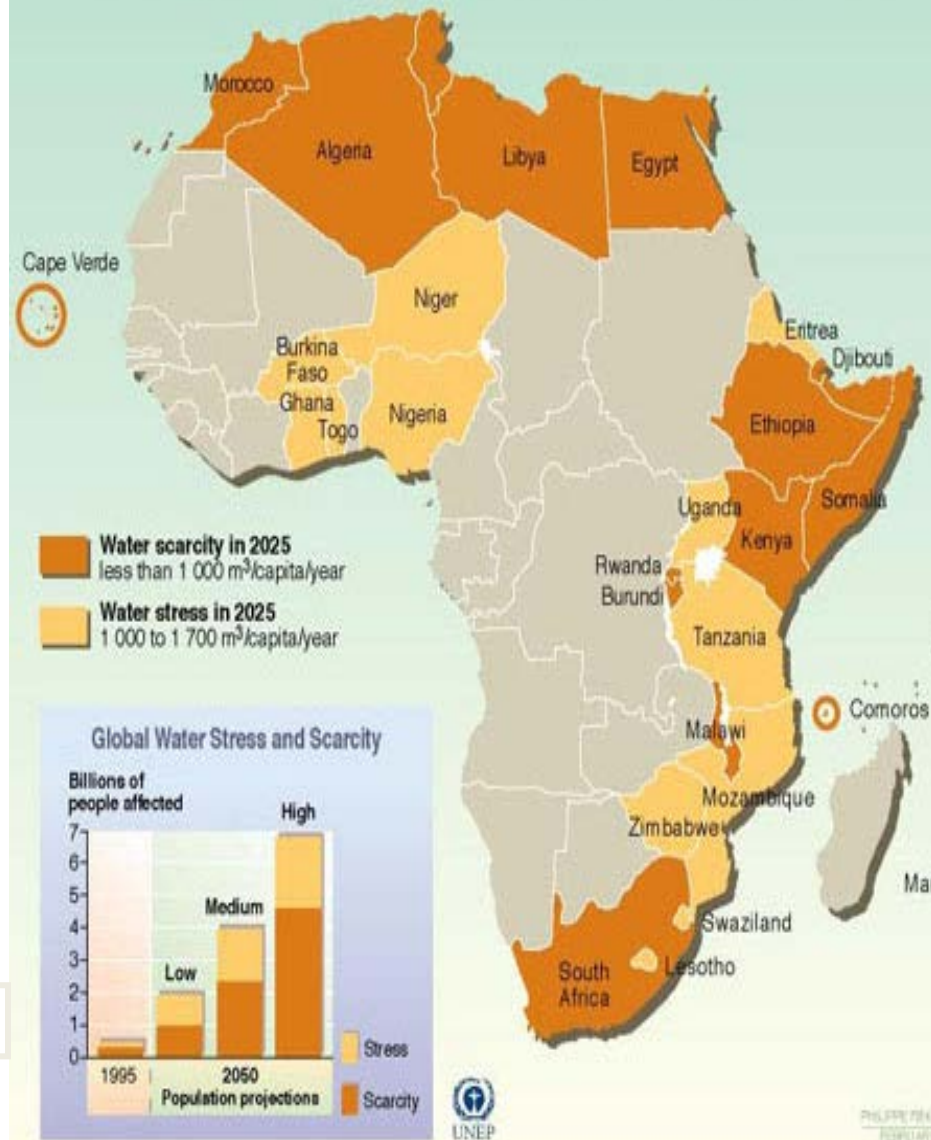 Morocco
Algeria
Libya
Egypt
Cape Verde
Niger
Burkina
Faso
Ghana
Togo
Nigeria
Eritrea
Djibouti
Ethiopia
Somalia
Uganda
Kenya
Rwanda
Burundi
Tanzania
Comoros
Malawi
Mozambique
Zimbabwe
Swaziland
Lesotho
South
Africa
Water scarcity in 2025
less than 1 000 m³/capita/year
Water stress in 2025
1 000 to 1 700 m³/capita/year
Global Water Stress and Scarcity
Billions of
people affected
High
Medium
Low
7
6
5
4
3
2
1
0
1995
2050
Population projections
Stress
Scarcity
UNEP